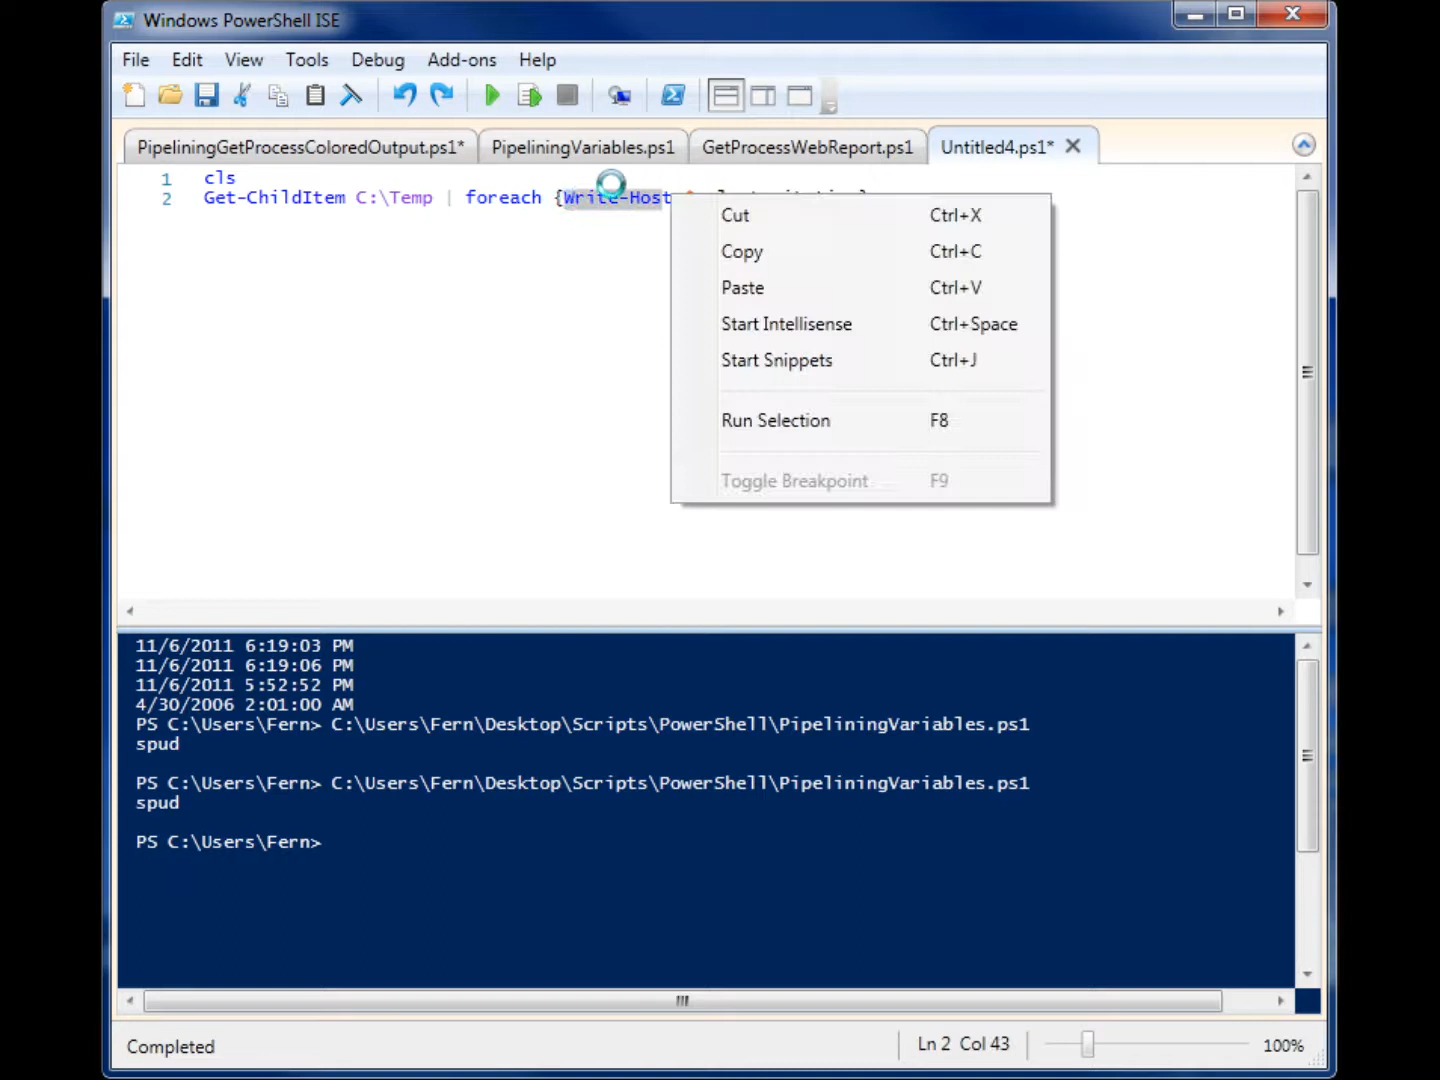 Windows PowerShell ISE
File Edit View Tools Debug Add-ons Help
PipeliningGetProcessColoredOutput.ps1* PipeliningVariables.ps1 GetProcessWebReport.ps1 Untitled4.ps1*
1 cls
2 Get-ChildItem C:\Temp | foreach {Write-Host
Cut Ctrl+X
Copy Ctrl+C
Paste Ctrl+V
Start Intellisense Ctrl+Space
Start Snippets Ctrl+J
Run Selection F8
Toggle Breakpoint F9
11/6/2011 6:19:03 PM
11/6/2011 6:19:06 PM
11/6/2011 5:52:52 PM
4/30/2006 2:01:00 AM
PS C:\Users\Fern> C:\Users\Fern\Desktop\Scripts\PowerShell\PipeliningVariables.ps1
spud
PS C:\Users\Fern> C:\Users\Fern\Desktop\Scripts\PowerShell\PipeliningVariables.ps1
spud
PS C:\Users\Fern>
Completed Ln 2 Col 43 100%